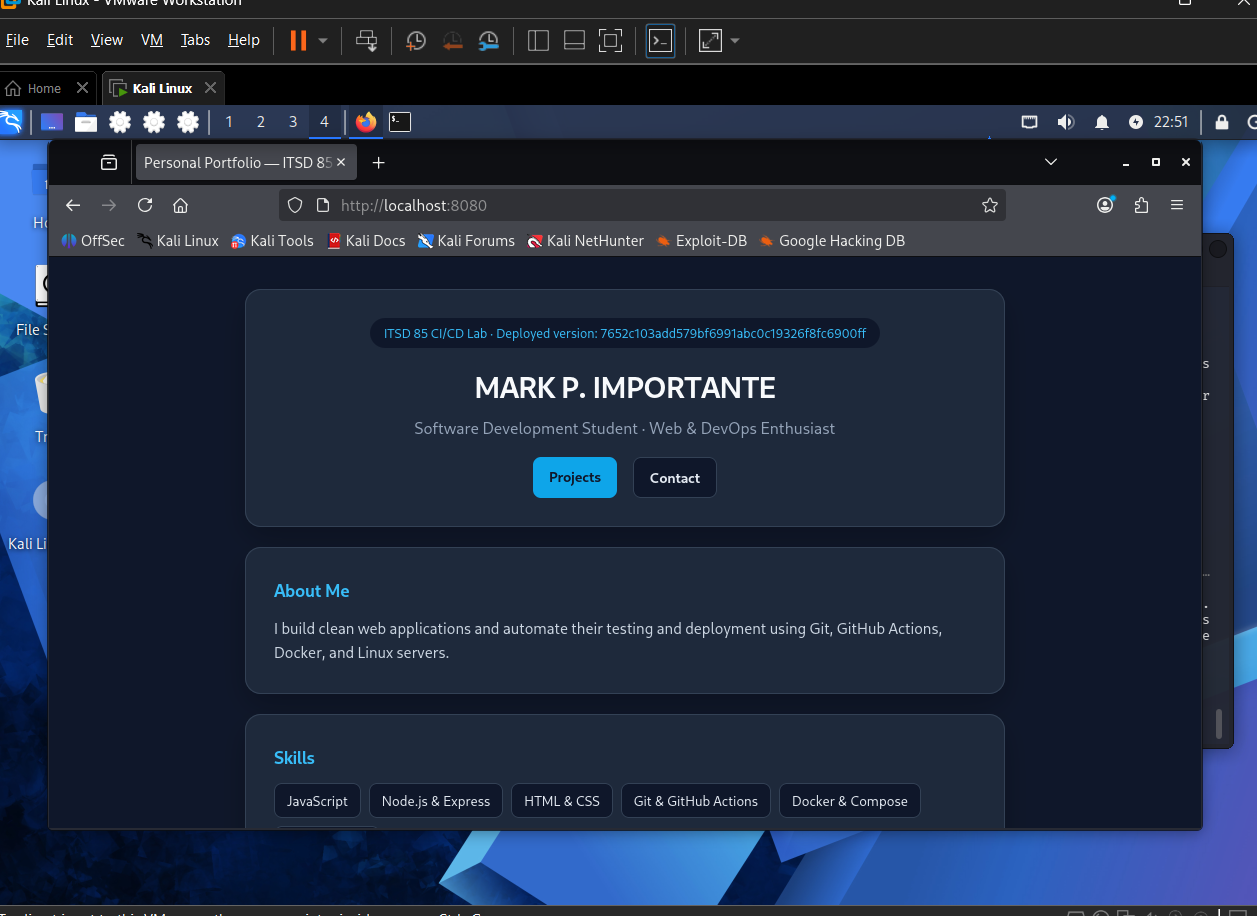 Kali Linux - VMware Workstation
File Edit View VM Tabs Help
Home Kali Linux
1 2 3 4 22:51
Personal Portfolio — ITSD 85
http://localhost:8080
OffSec Kali Linux Kali Tools Kali Docs Kali Forums Kali NetHunter Exploit-DB Google Hacking DB
ITSD 85 CI/CD Lab · Deployed version: 7652c103add579bf6991abc0c19326f8fc6900ff
MARK P. IMPORTANTE
Software Development Student · Web & DevOps Enthusiast
Projects Contact
About Me
I build clean web applications and automate their testing and deployment using Git, GitHub Actions,
Docker, and Linux servers.
Skills
JavaScript Node.js & Express HTML & CSS Git & GitHub Actions Docker & Compose
File S
Kali Li